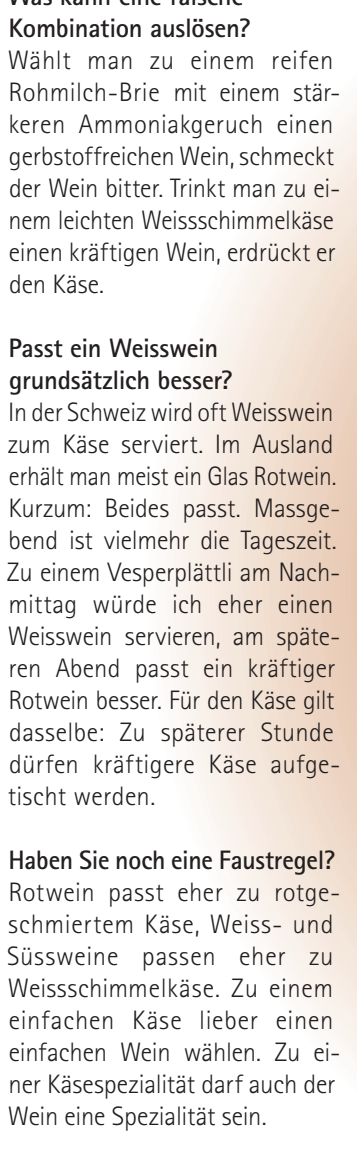 Was kann eine falsche
Kombination auslösen?
Wählt man zu einem reifen
Rohmilch-Brie mit einem stär-
keren Ammoniakgeruch einen
gerbstoffreichen Wein, schmeckt
der Wein bitter. Trinkt man zu ei-
nem leichten Weissschimmelkäse
einen kräftigen Wein, erdrückt er
den Käse.
Passt ein Weisswein
grundsätzlich besser?
In der Schweiz wird oft Weisswein
zum Käse serviert. Im Ausland
erhält man meist ein Glas Rotwein.
Kurzum: Beides passt. Massge-
bend ist vielmehr die Tageszeit.
Zu einem Vesperplättli am Nach-
mittag würde ich eher einen
Weisswein servieren, am späte-
ren Abend passt ein kräftiger
Rotwein besser. Für den Käse gilt
dasselbe: Zu späterer Stunde
dürfen kräftigere Käse aufge-
tischt werden.
Haben Sie noch eine Faustregel?
Rotwein passt eher zu rotge-
schmiertem Käse, Weiss- und
Süssweine passen eher zu
Weissschimmelkäse. Zu einem
einfachen Käse lieber einen
einfachen Wein wählen. Zu ei-
ner Käsespezialität darf auch der
Wein eine Spezialität sein.